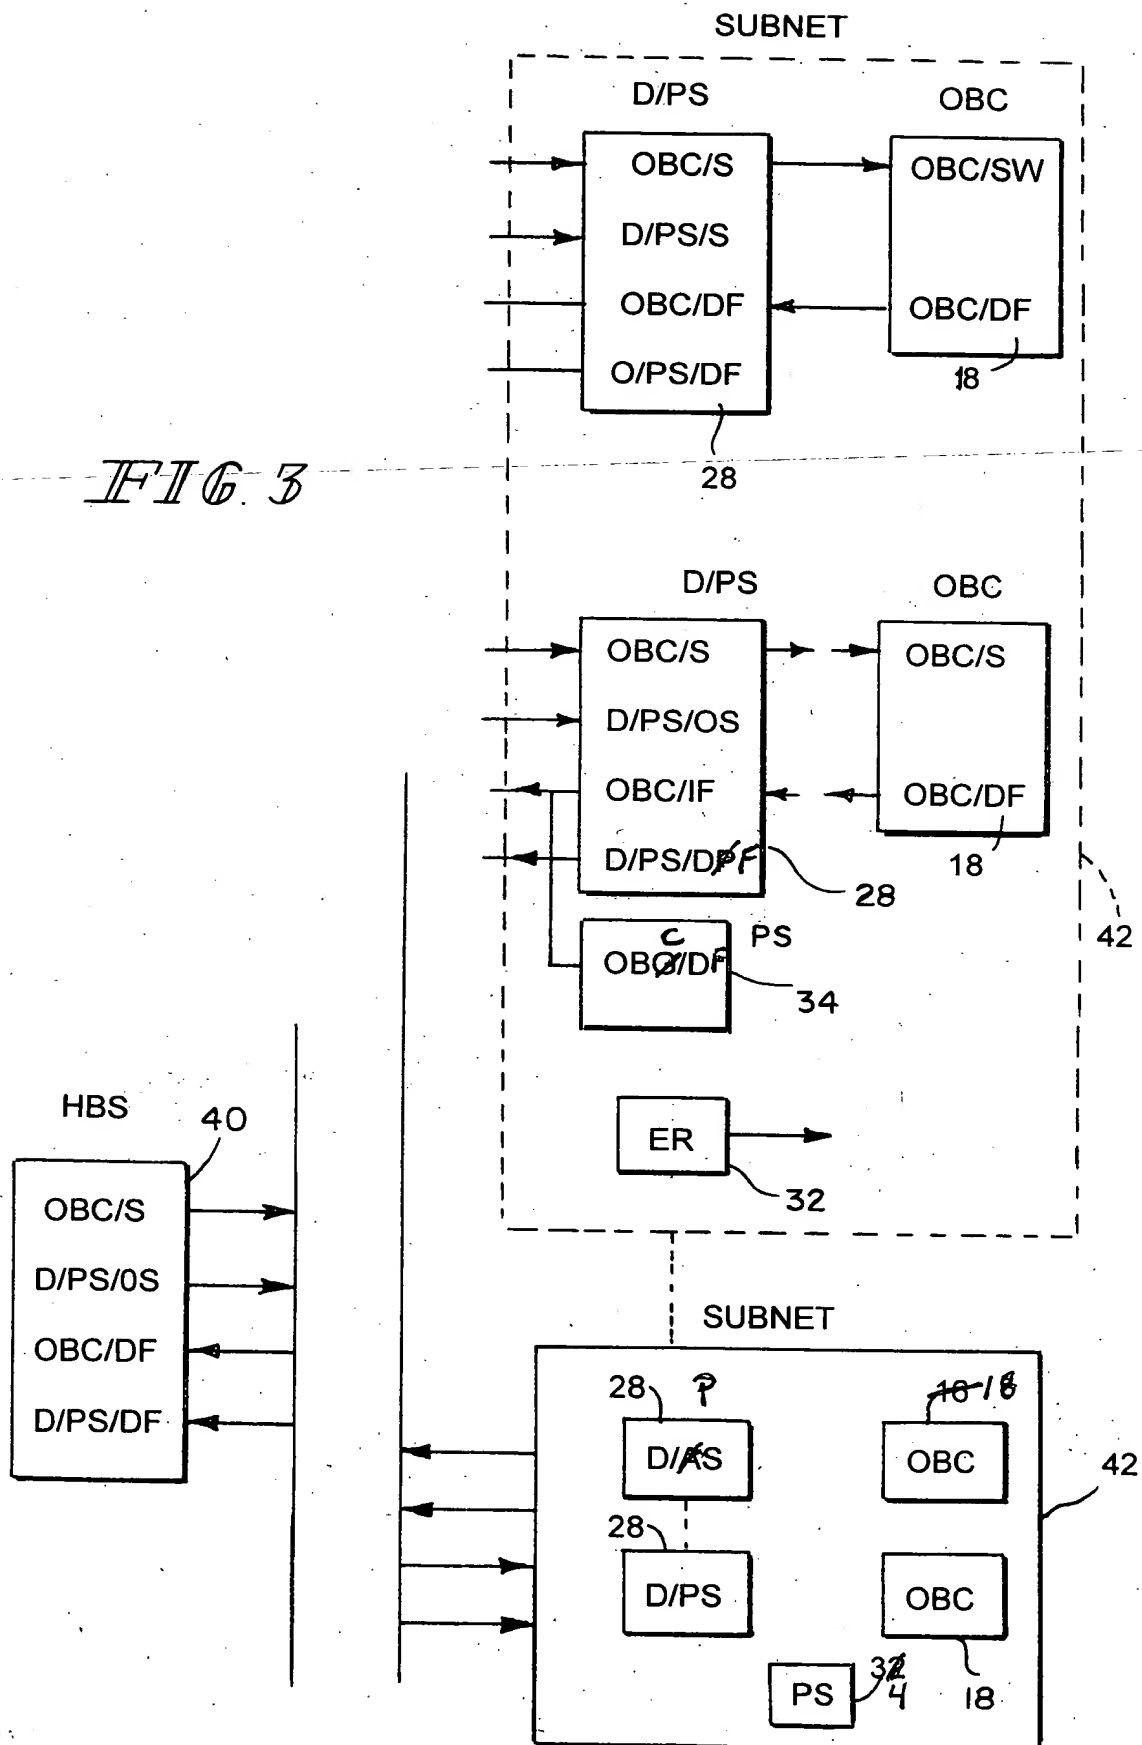 SUBNET
D/PS
OBC
OBC/S
D/PS/S
OBC/DF
O/PS/DF
28
OBC/SW
OBC/DF
18
FIG. 3
D/PS
OBC
OBC/S
D/PS/OS
OBC/IF
D/PS/DF
28
OBC/S
OBC/DF
18
42
PS
OBC/DF
34
ER
32
HBS
40
OBC/S
D/PS/0S
OBC/DF
D/PS/DF
SUBNET
28
P
D/AS
18
OBC
42
28
D/PS
OBC
18
PS
34